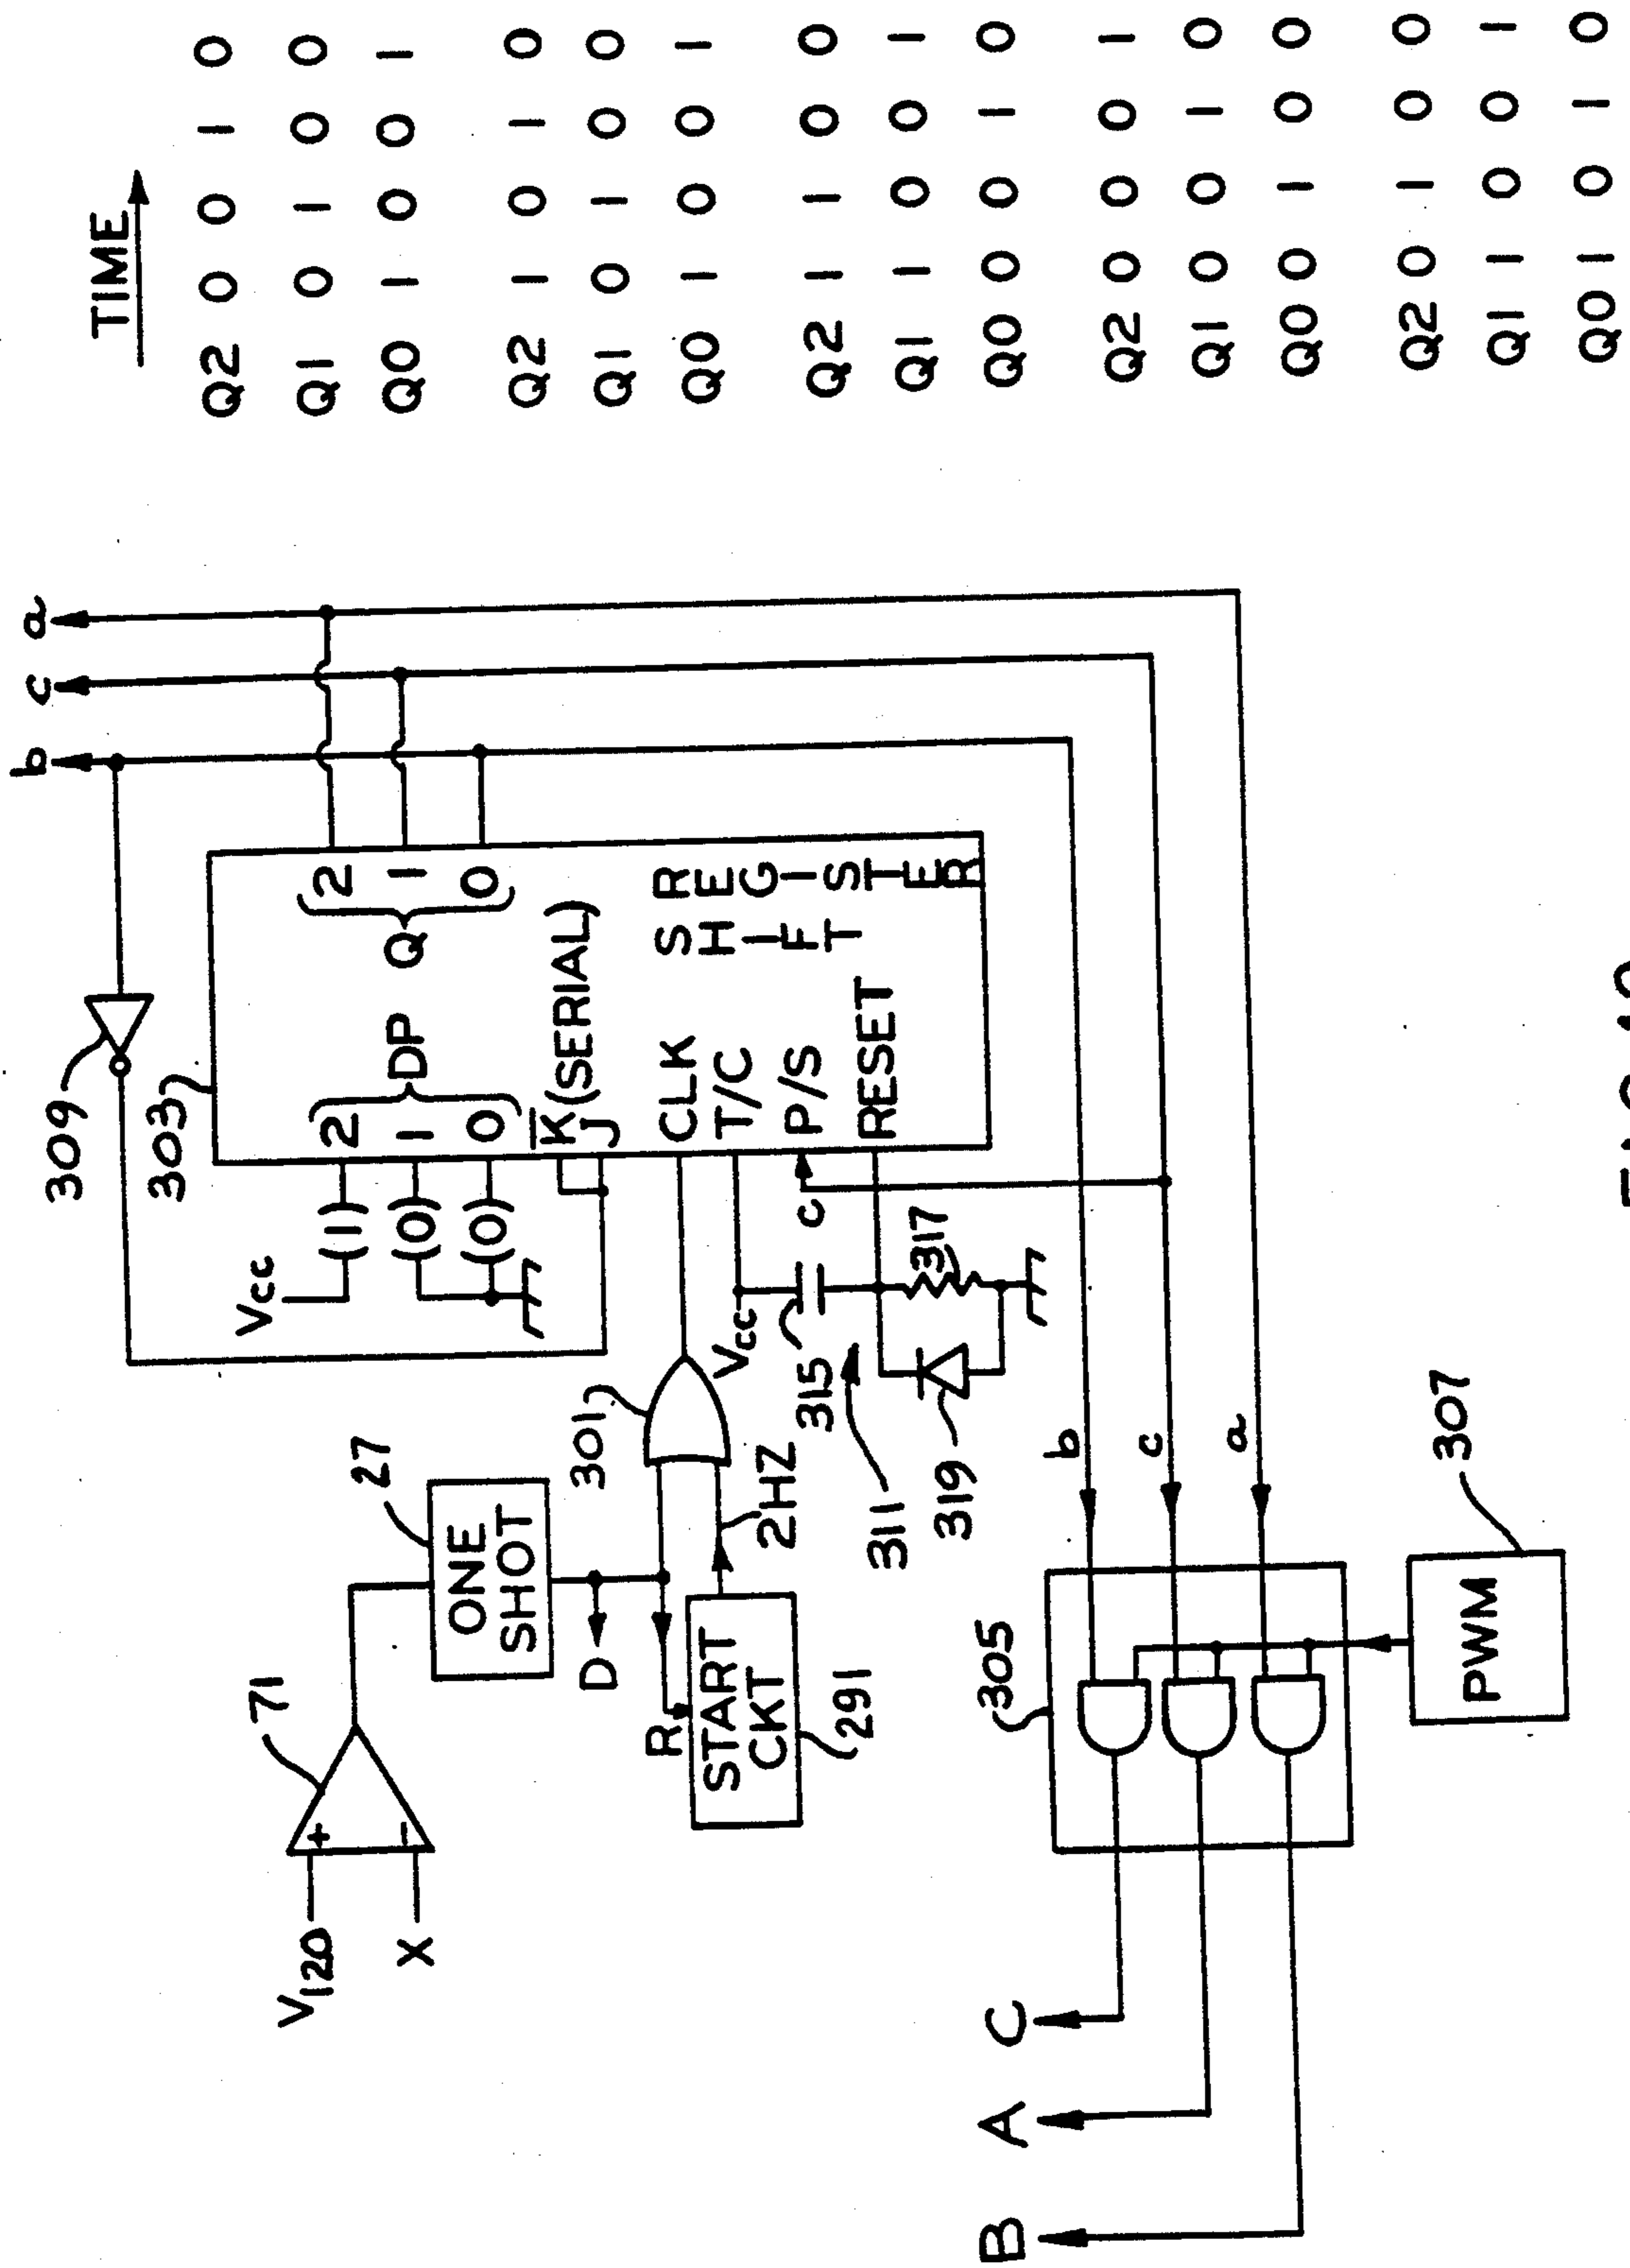 b
c
a
309
303
Vcc
(1)
(0)
(0)
2
1
0
DP
Q
2
1
0
K̅
J
(SERIAL)
CLK
T/C
P/S
RESET
SHIFT
REGISTER
V120
X
+
−
71
27
ONE
SHOT
D
R
START
CKT
291
301
2HZ
Vcc
315
c
311
317
319
305
b
c
a
C
A
B
PWM
307
TIME
Q2 0 0 1 0
Q1 0 1 0 0
Q0 1 0 0 1
Q2 1 0 1 0
Q1 0 1 0 0
Q0 1 0 0 1
Q2 1 1 0 0
Q1 1 0 0 1
Q0 0 0 1 0
Q2 0 0 0 1
Q1 0 0 1 0
Q0 0 1 0 0
Q2 0 1 0 0
Q1 1 0 0 1
Q0 1 0 1 0